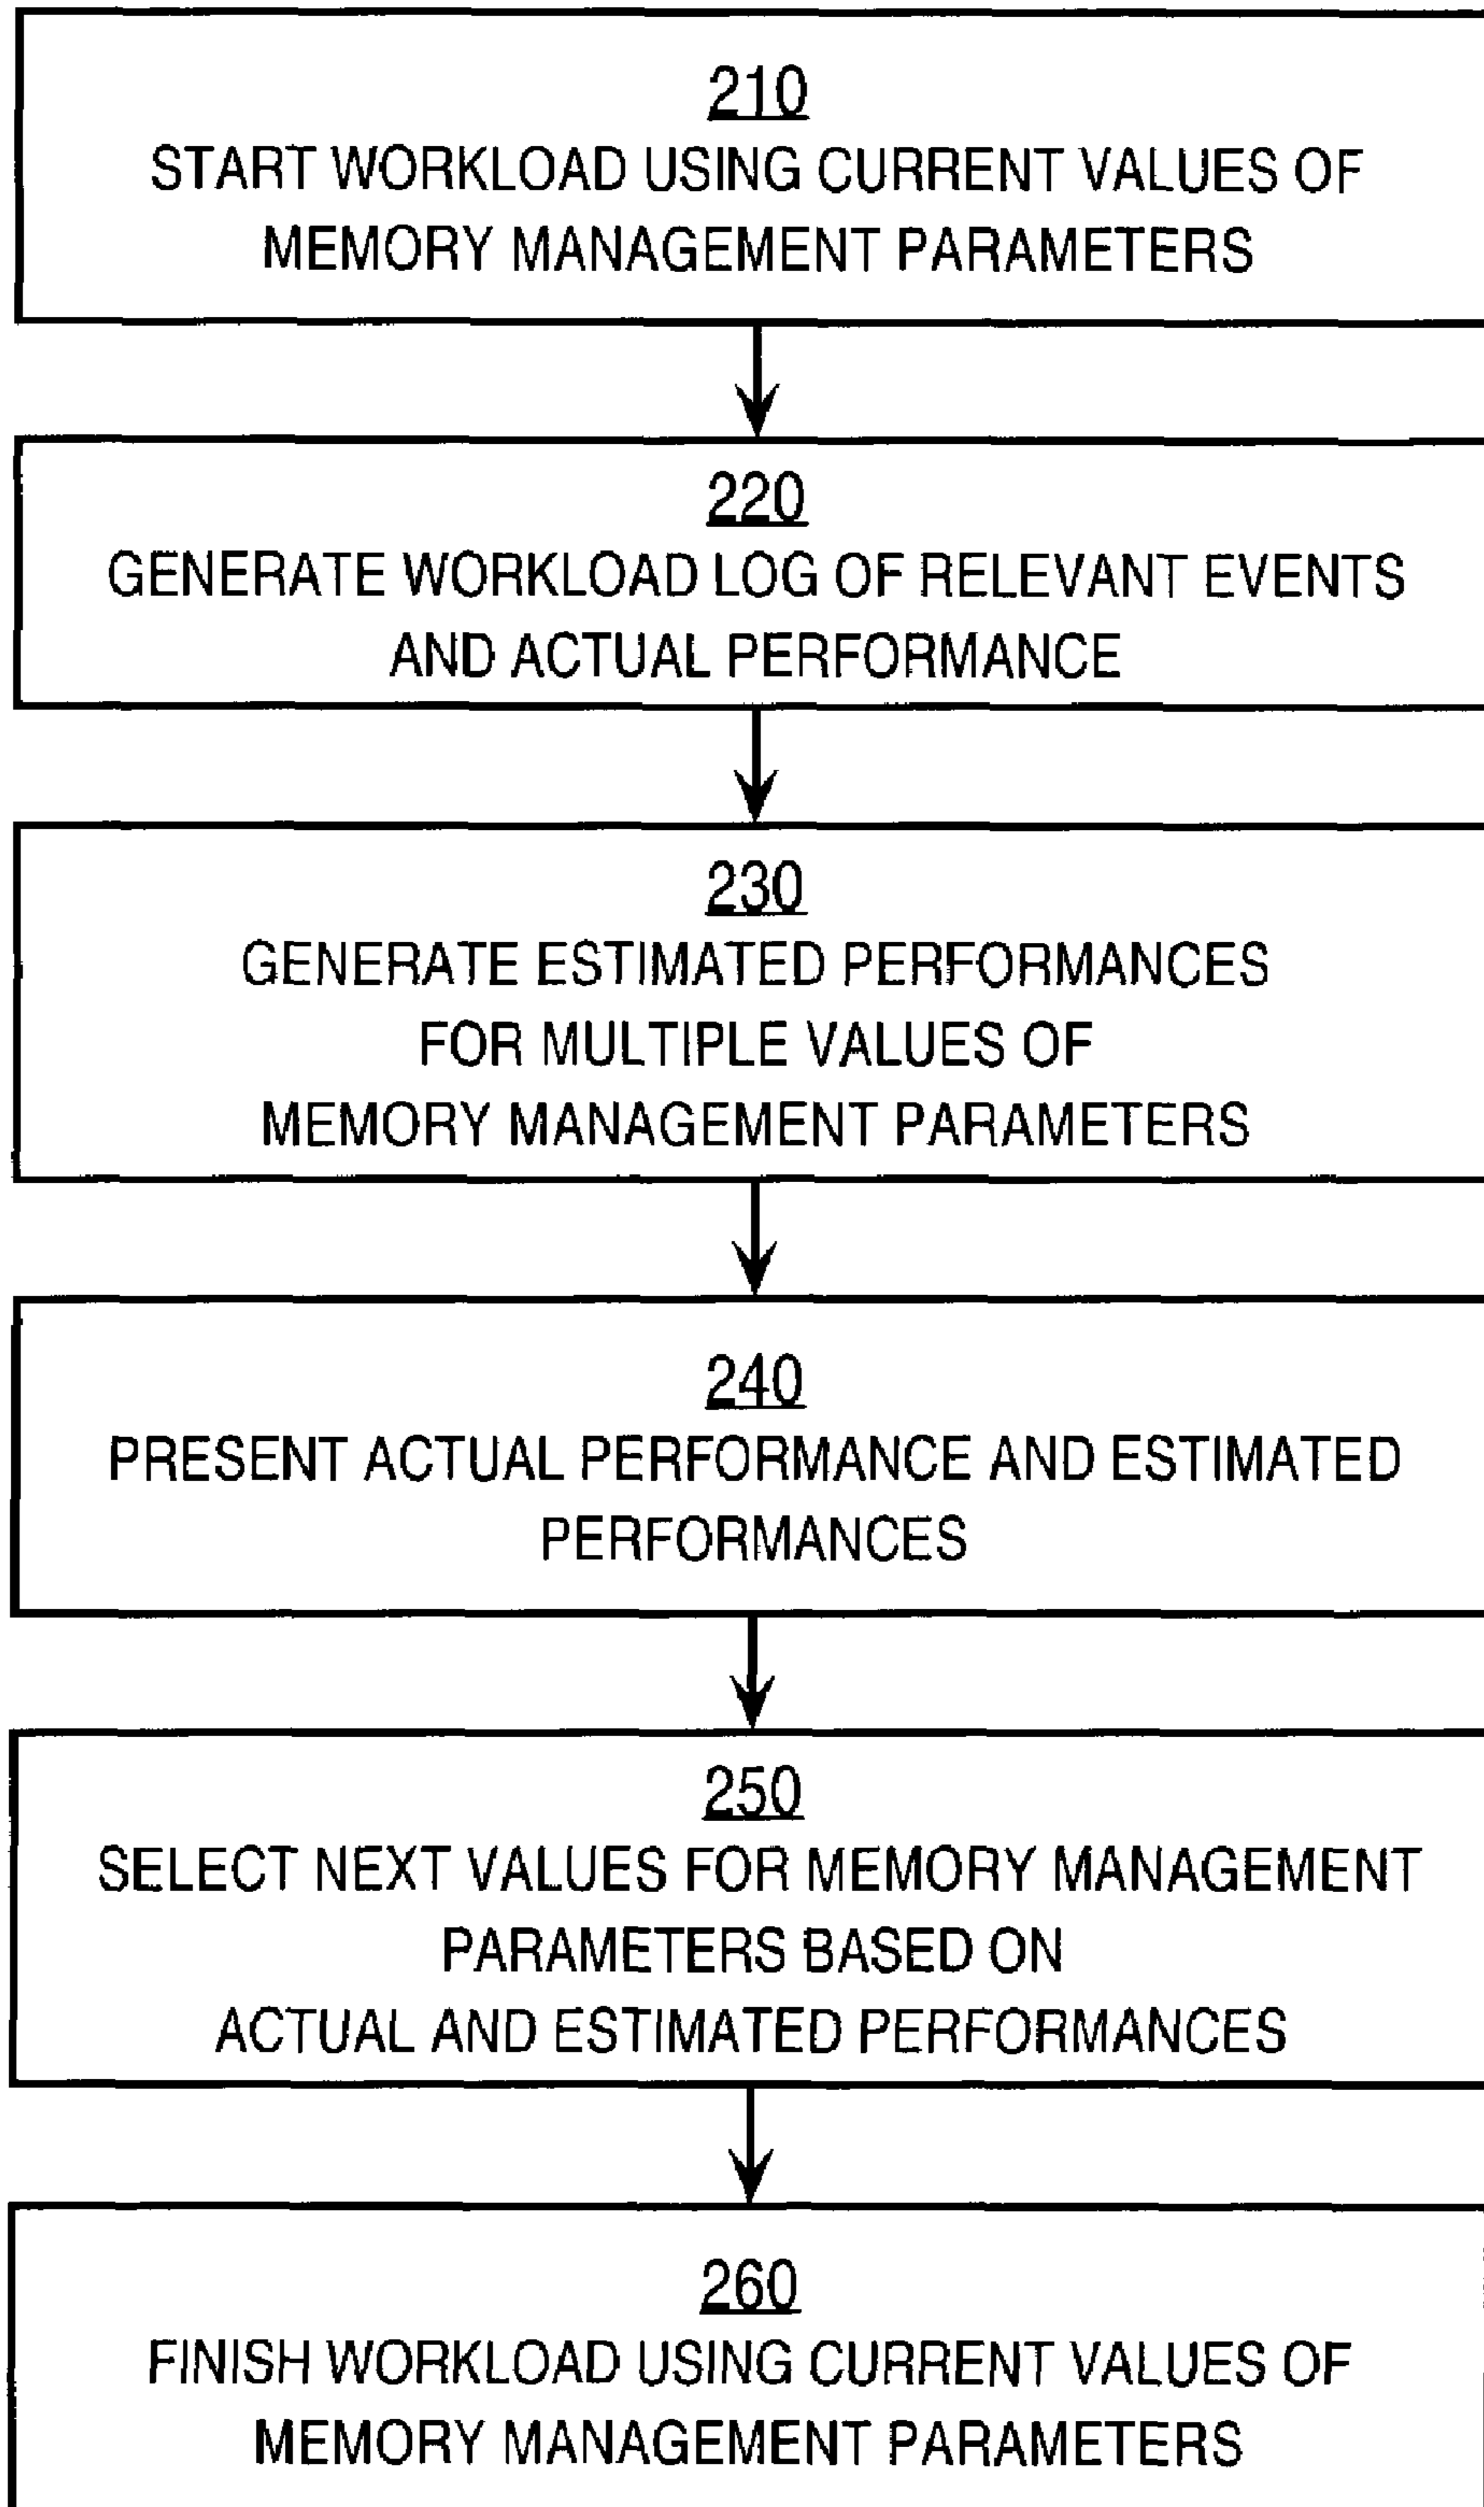 210
START WORKLOAD USING CURRENT VALUES OF
MEMORY MANAGEMENT PARAMETERS
220
GENERATE WORKLOAD LOG OF RELEVANT EVENTS
AND ACTUAL PERFORMANCE
230
GENERATE ESTIMATED PERFORMANCES
FOR MULTIPLE VALUES OF
MEMORY MANAGEMENT PARAMETERS
240
PRESENT ACTUAL PERFORMANCE AND ESTIMATED
PERFORMANCES
250
SELECT NEXT VALUES FOR MEMORY MANAGEMENT
PARAMETERS BASED ON
ACTUAL AND ESTIMATED PERFORMANCES
260
FINISH WORKLOAD USING CURRENT VALUES OF
MEMORY MANAGEMENT PARAMETERS